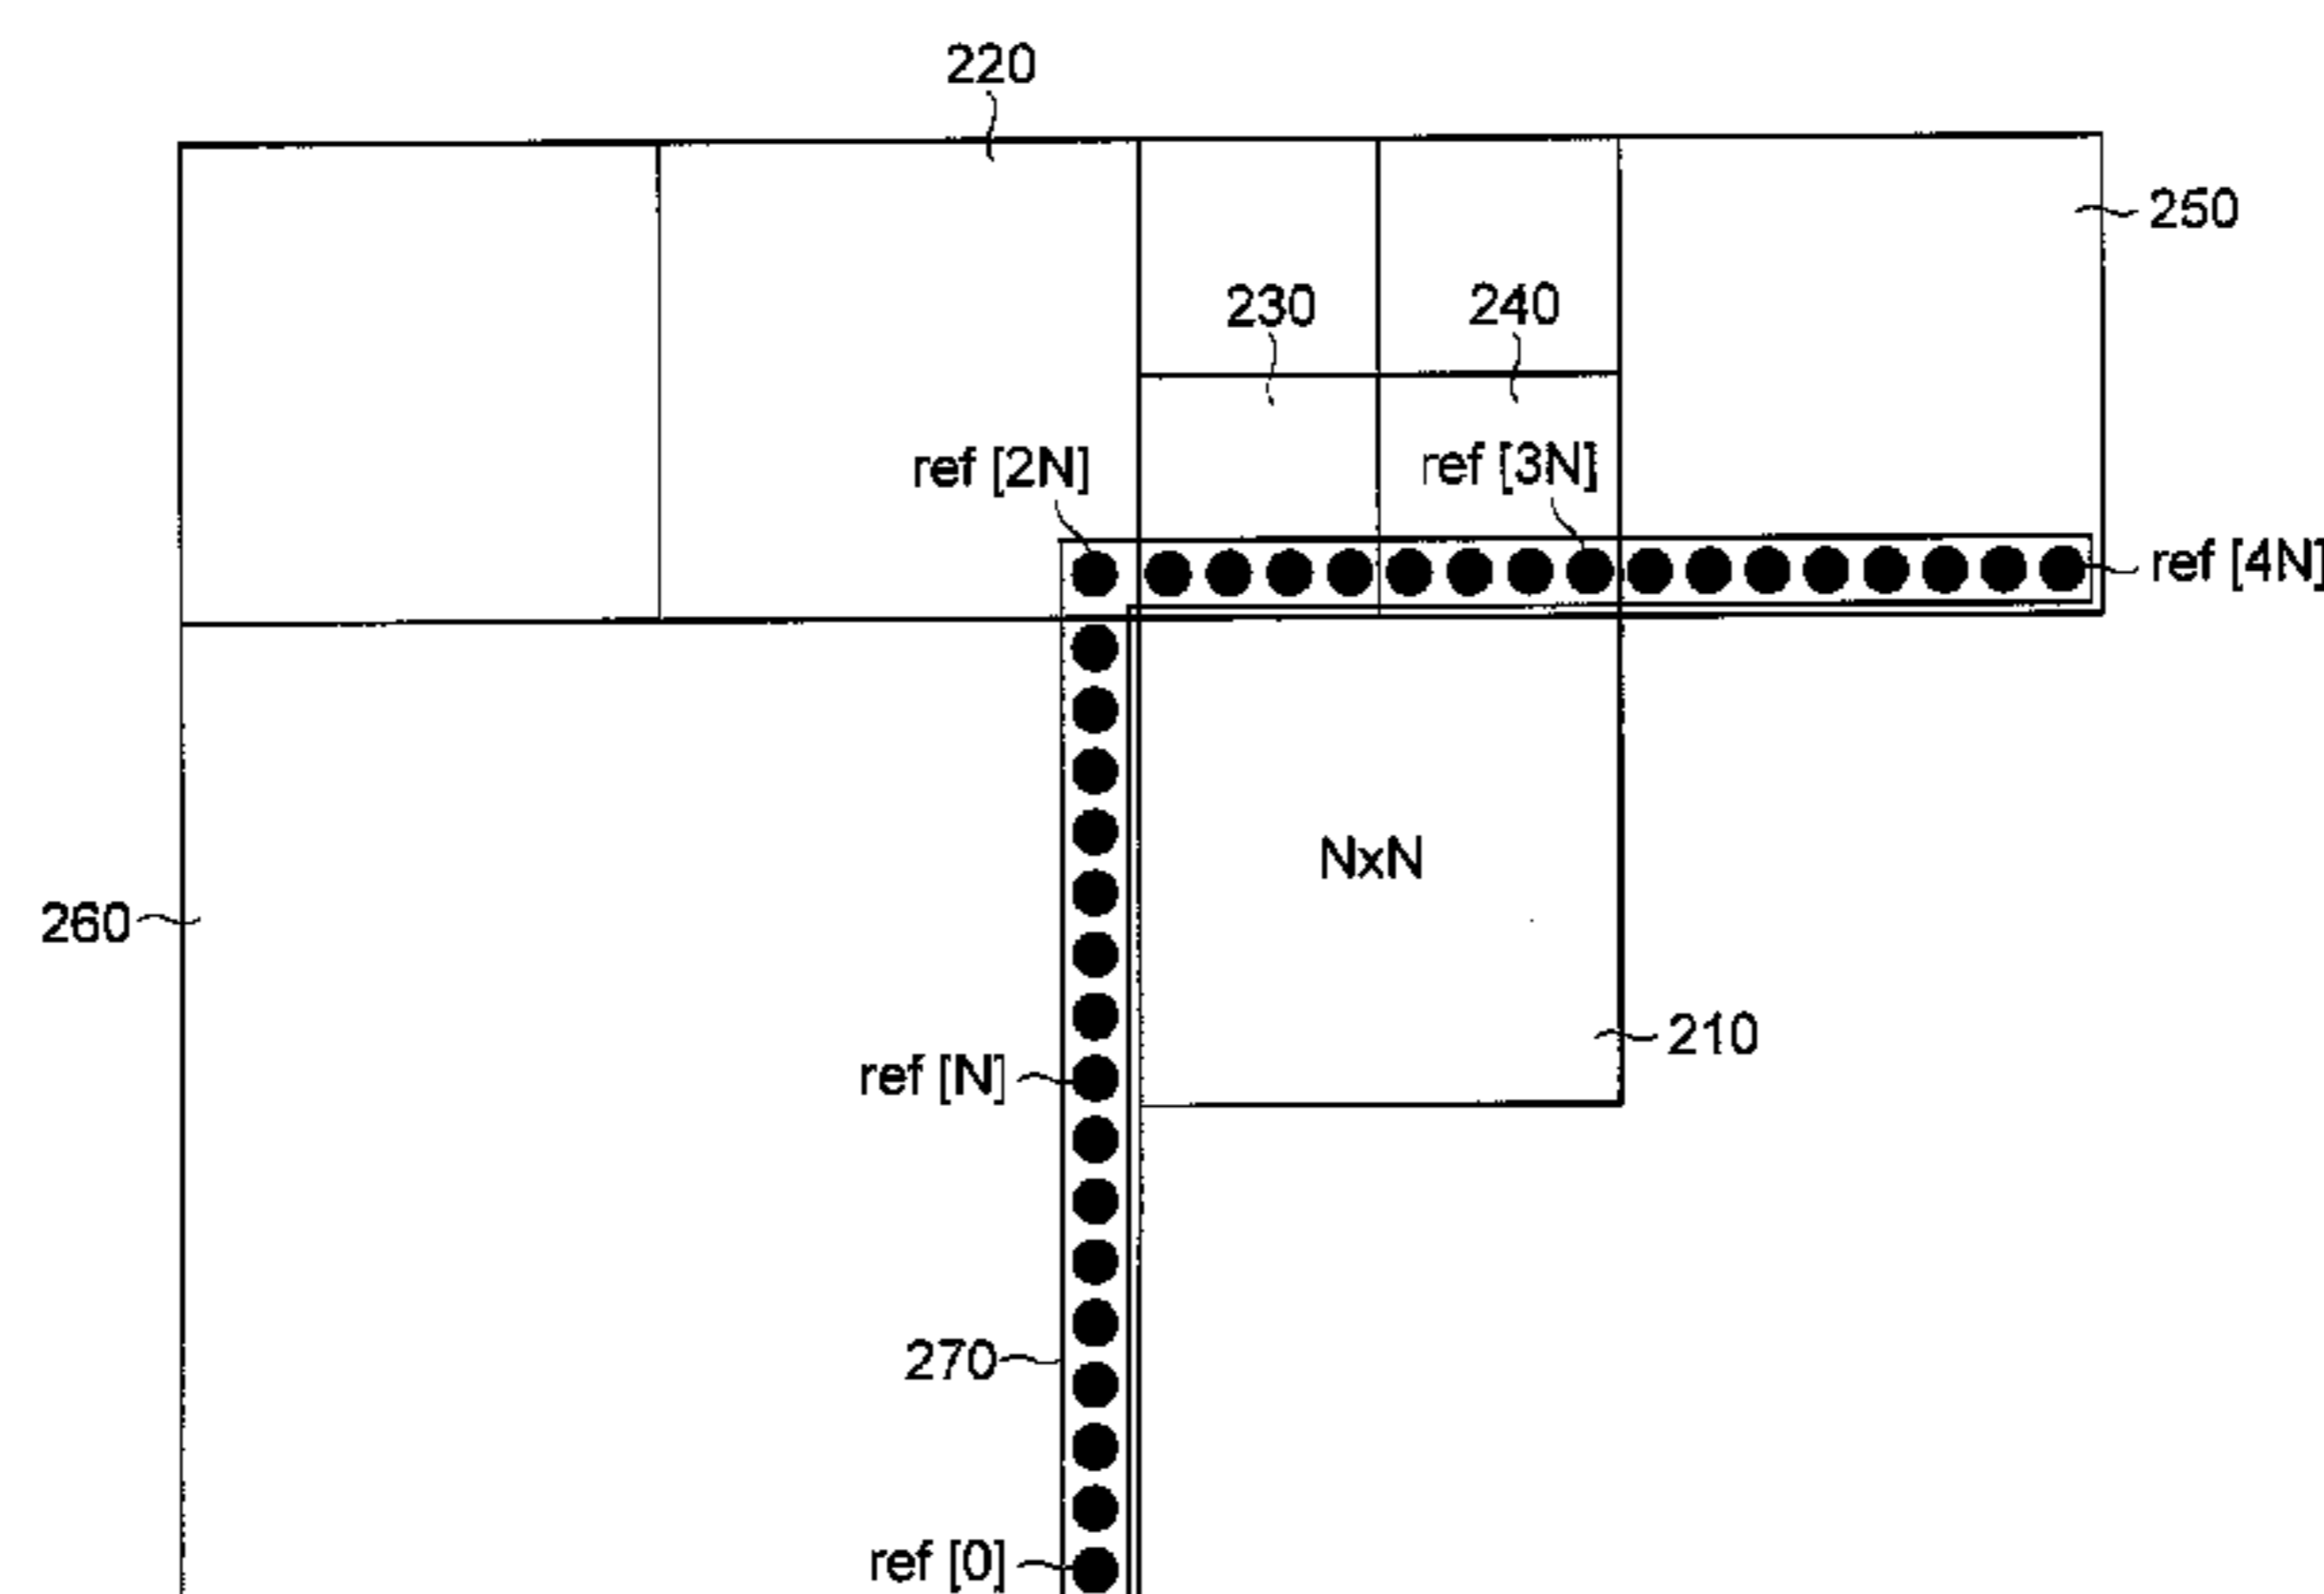 220
250
230
240
ref [2N]
ref [3N]
ref [4N]
NxN
260
210
ref [N]
270
ref [0]